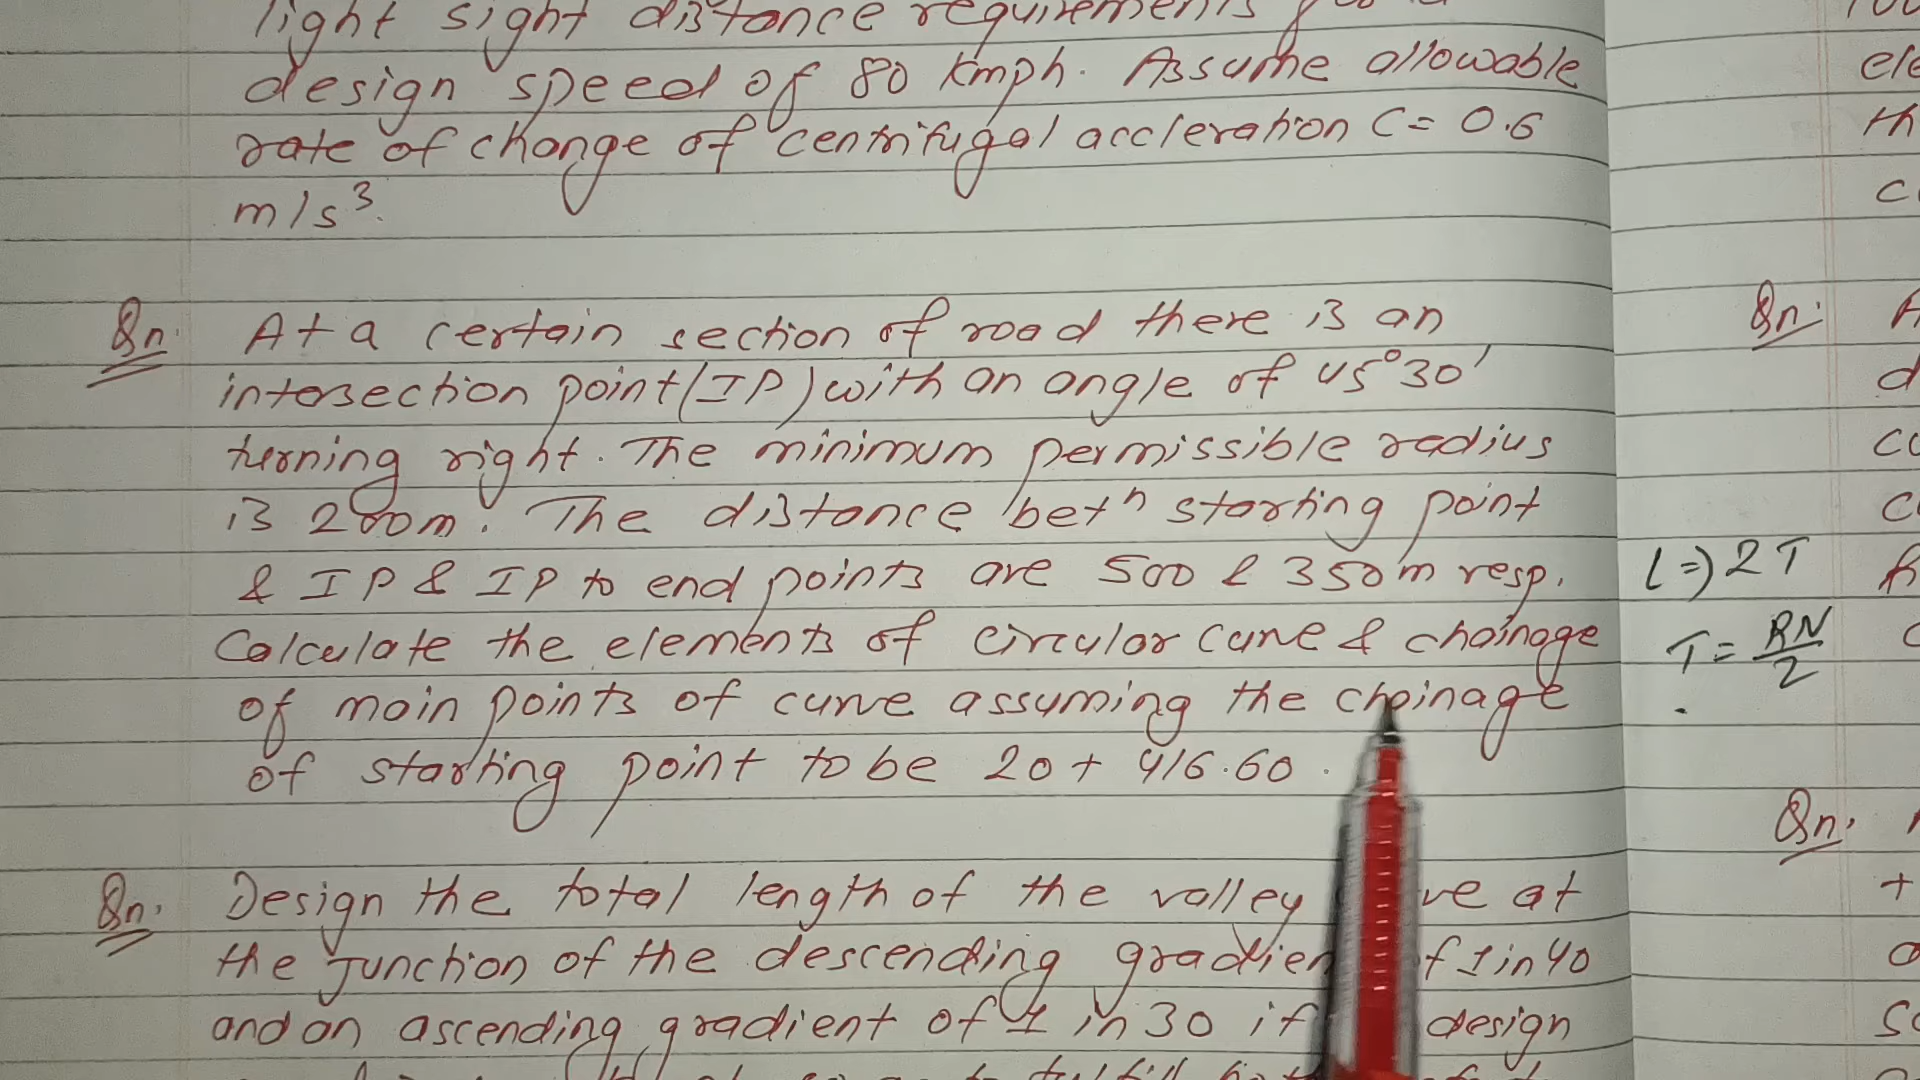 light sight distance requirements
design speed of 80 kmph. Assume allowable
rate of change of centrifugal accleration C = 0.6
m/s³.
Qn. At a certain section of road there is an
intersection point (IP) with an angle of 45°30'
turning right. The minimum permissible radius
is 200m. The distance betⁿ starting point
& IP & IP to end points are 500 & 350m resp.
Calculate the elements of circular curve & chainage
of main points of curve assuming the chainage
of starting point to be 20+416.60.
Qn. Design the total length of the valley ve at
the junction of the descending gradien f 1 in 40
and an ascending gradient of 1 in 30 if design
L => 2T
T = RN/2
Qn.
Qn.